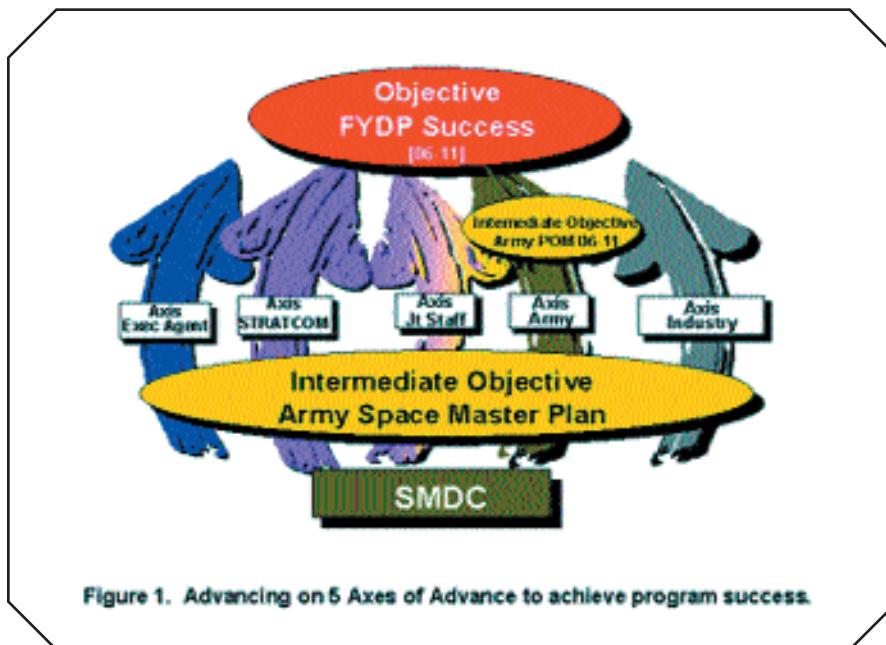 Objective
FYDP Success
[06-11]
Intermediate Objective
Army POM 06-11
Axis
Exec Agent
Axis
STRATCOM
Axis
Jt Staff
Axis
Army
Axis
Industry
Intermediate Objective
Army Space Master Plan
SMDC
Figure 1. Advancing on 5 Axes of Advance to achieve program success.